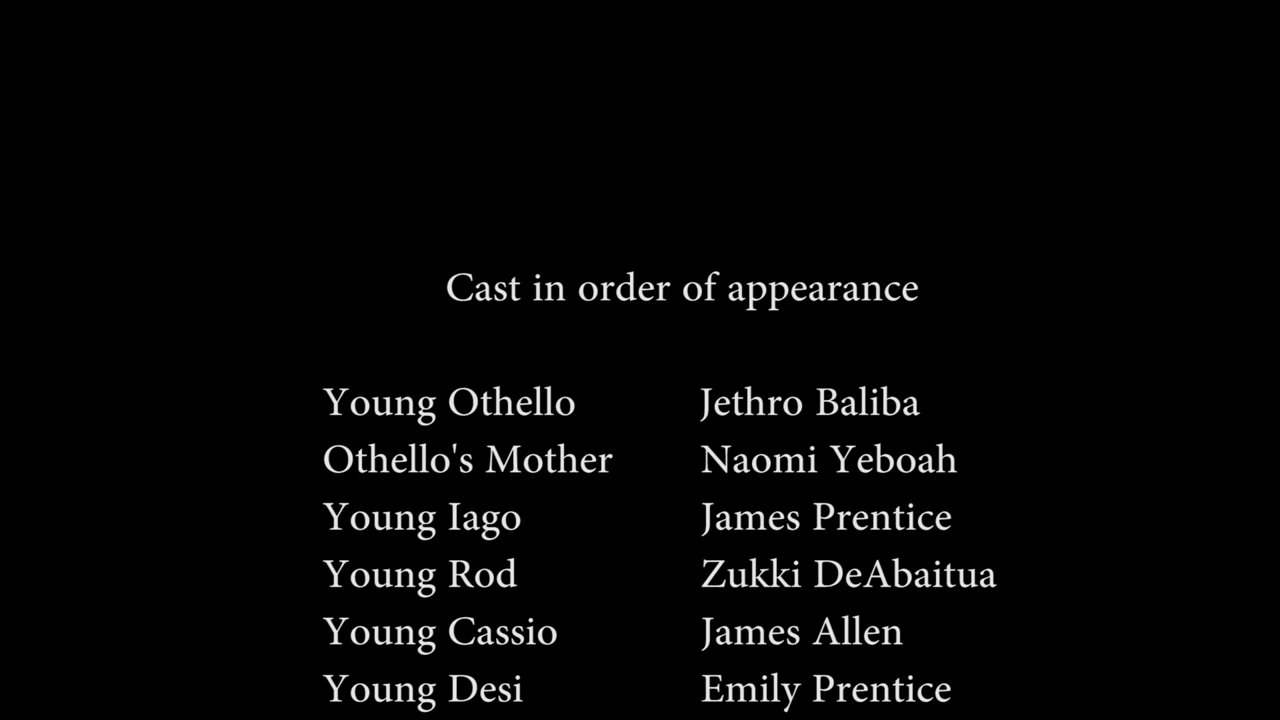 Cast in order of appearance
Young Othello Jethro Baliba
Othello's Mother Naomi Yeboah
Young Iago James Prentice
Young Rod Zukki DeAbaitua
Young Cassio James Allen
Young Desi Emily Prentice